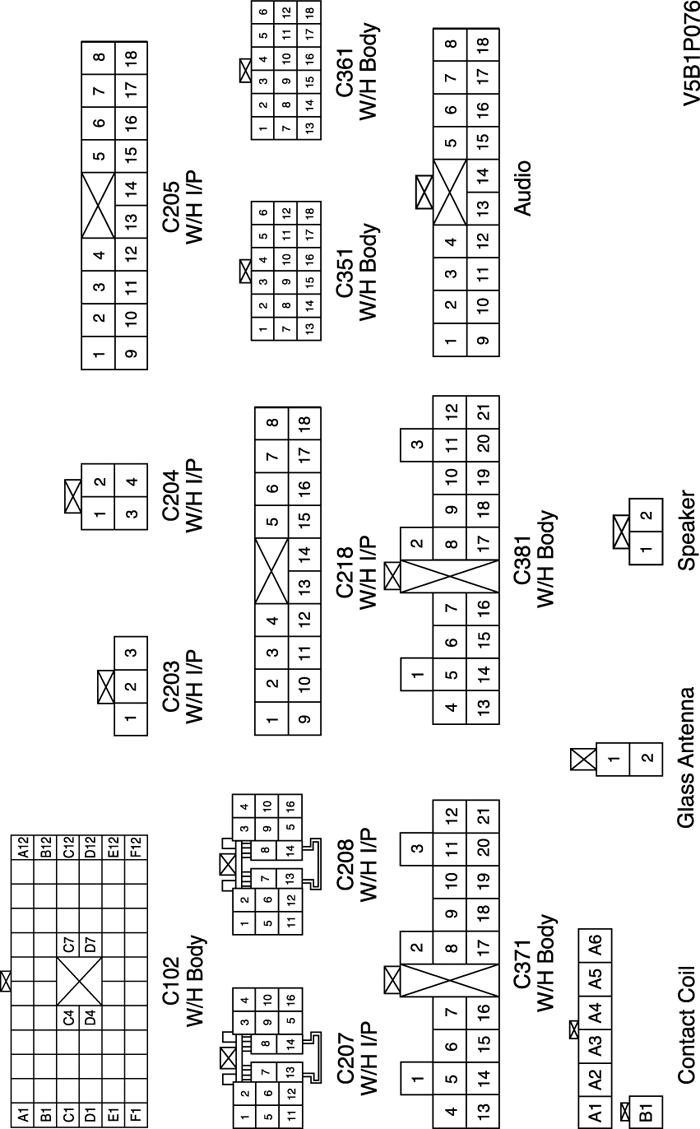 A1 A12
B1 B12
C1 C4 C7 C12
D1 D4 D7 D12
E1 E12
F1 F12
C102
W/H Body
1 2 3
C203
W/H I/P
1 2
3 4
C204
W/H I/P
1 2 3 4 5 6 7 8
9 10 11 12 13 14 15 16 17 18
C205
W/H I/P
1 2 3 4
5 6 7 8 9 10
11 12 13 14 5 16
C207
W/H I/P
1 2 3 4
5 6 7 8 9 10
11 12 13 14 5 16
C208
W/H I/P
1 2 3 4 5 6 7 8
9 10 11 12 13 14 15 16 17 18
C218
W/H I/P
1 2 3 4 5 6
7 8 9 10 11 12
13 14 15 16 17 18
C351
W/H Body
1 2 3 4 5 6
7 8 9 10 11 12
13 14 15 16 17 18
C361
W/H Body
1 2 3
4 5 6 7 8 9 10 11 12
13 14 15 16 17 18 19 20 21
C371
W/H Body
1 2 3
4 5 6 7 8 9 10 11 12
13 14 15 16 17 18 19 20 21
C381
W/H Body
1 2 3 4 5 6 7 8
9 10 11 12 13 14 15 16 17 18
Audio
A1 A2 A3 A4 A5 A6
B1
Contact Coil
1
2
Glass Antenna
1 2
Speaker
V5B1P076